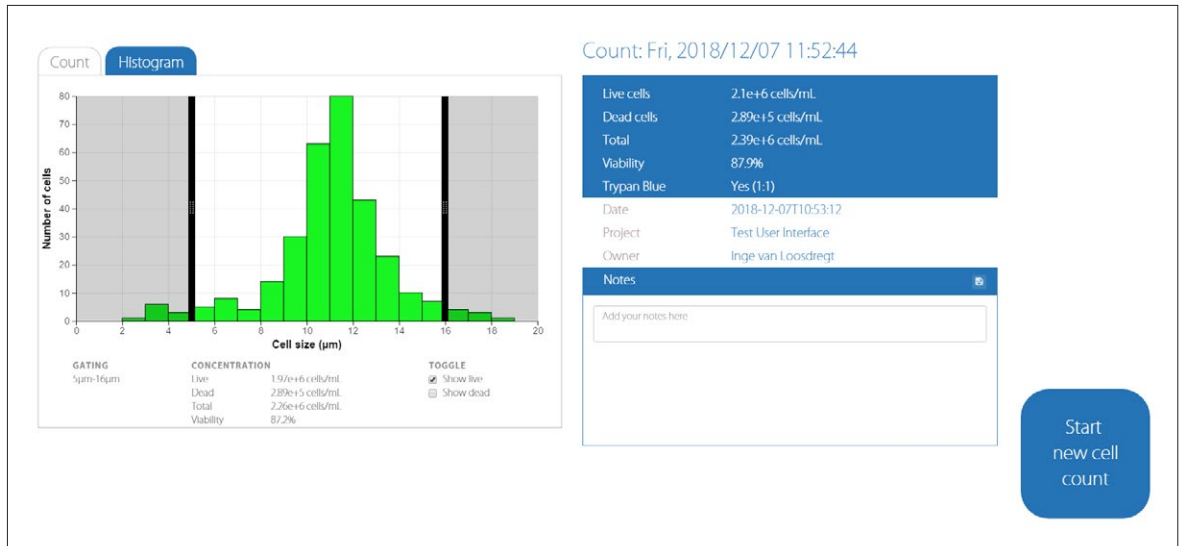 Count Histogram
80
70
60
50
40
30
20
10
0
Number of cells
0 2 4 6 8 10 12 14 16 18 20
Cell size (μm)
GATING
5μm-16μm
CONCENTRATION
Live 1.97e+6 cells/mL
Dead 2.89e+5 cells/mL
Total 2.26e+6 cells/mL
Viability 87.2%
TOGGLE
Show live
Show dead
Count: Fri, 2018/12/07 11:52:44
Live cells 2.1e+6 cells/mL
Dead cells 2.89e+5 cells/mL
Total 2.39e+6 cells/mL
Viability 87.9%
Trypan Blue Yes (1:1)
Date 2018-12-07T10:53:12
Project Test User Interface
Owner Inge van Loosdregt
Notes
Add your notes here
Start
new cell
count